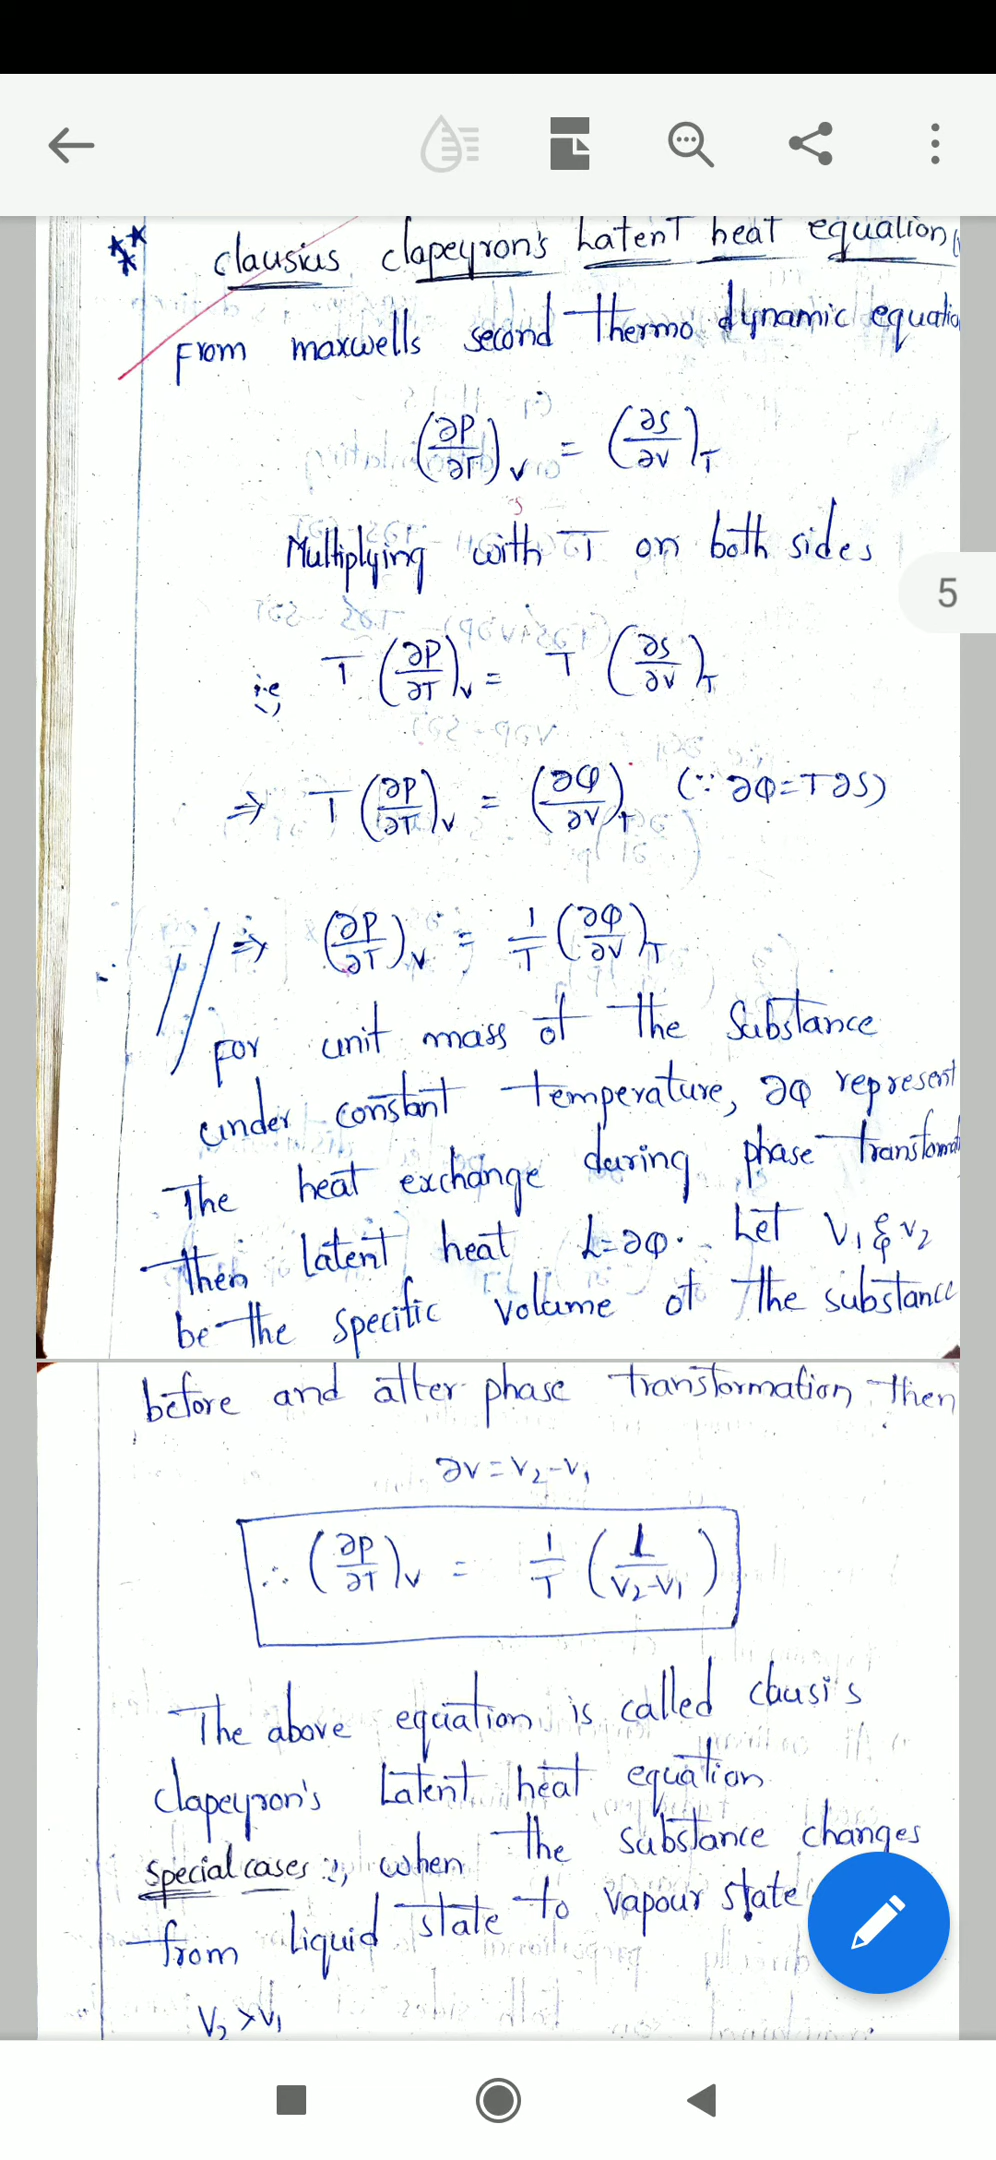 clausius clapeyron's Latent heat equation
From maxwells second thermo dynamic equatio
(∂P/∂T)V = (∂S/∂V)T
Multiplying with T on both sides
i.e; T (∂P/∂T)V = T (∂S/∂V)T
⇒ T (∂P/∂T)V = (∂Q/∂V)T (∵ ∂Q=T∂S)
5
⇒ (∂P/∂T)V = 1/T (∂Q/∂V)T
For unit mass of the Substance
under constant temperature, ∂Q represent
The heat exchange during phase transformat
Then latent heat L=∂Q. Let V1 & V2
be the specific volume of the substance
before and after phase transformation then
∂V = V2-V1
∴ (∂P/∂T)V = 1/T (L/V2-V1)
The above equation is called clausi's
clapeyron's Latent heat equation
Special cases :, when the substance changes
from liquid state to vapour state
V2 > V1